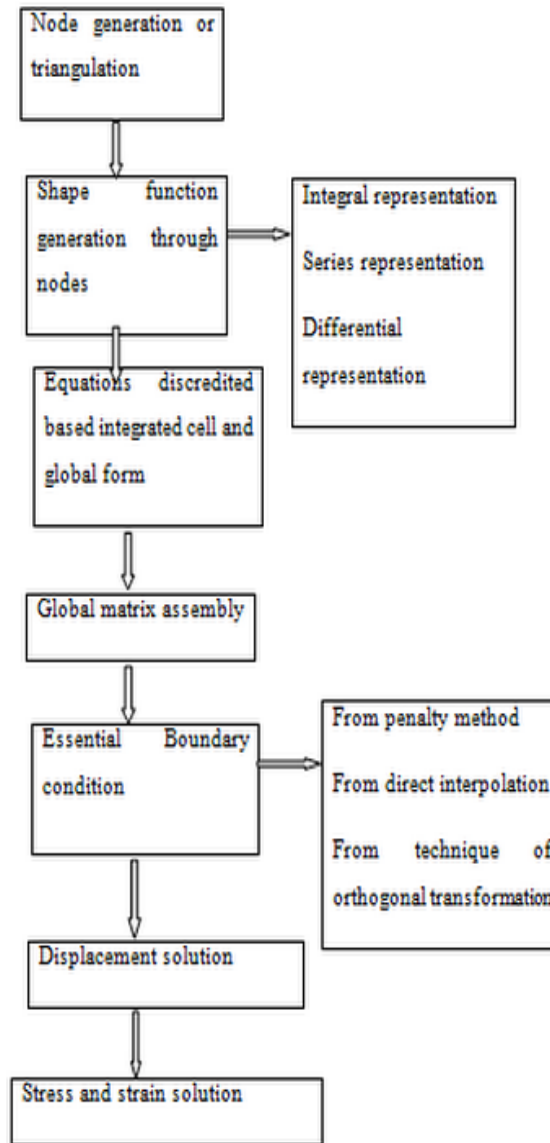 Node generation or
triangulation
Shape function
generation through
nodes
Integral representation
Series representation
Differential
representation
Equations discredited
based integrated cell and
global form
Global matrix assembly
Essential Boundary
condition
From penalty method
From direct interpolation
From technique of
orthogonal transformation
Displacement solution
Stress and strain solution